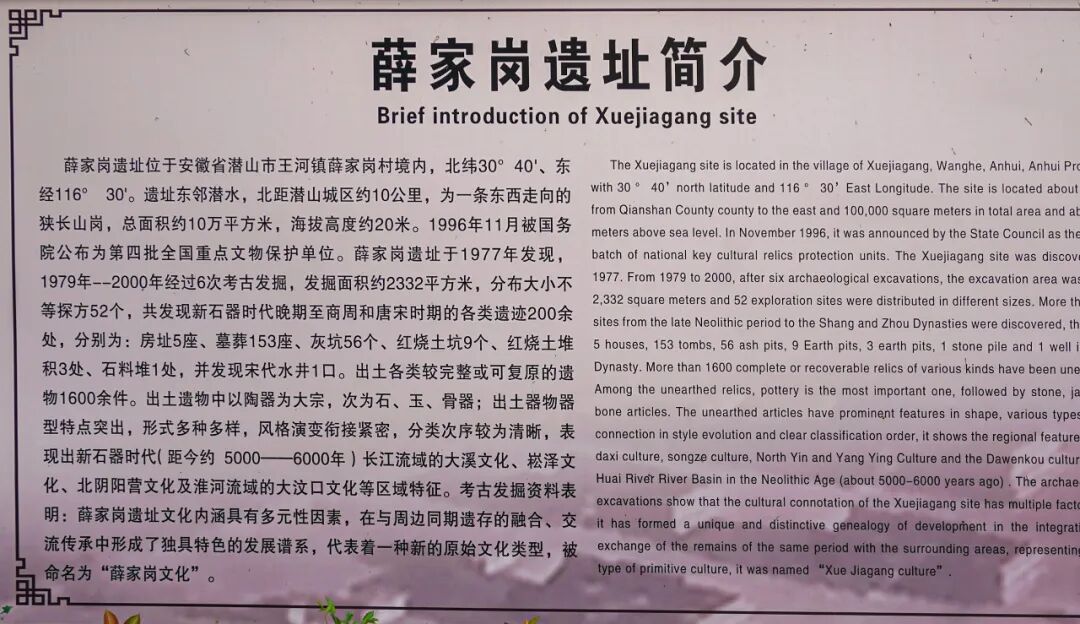 薛家岗遗址简介
Brief introduction of Xuejiagang site
薛家岗遗址位于安徽省潜山市王河镇薛家岗村境内，北纬30° 40'、东
经116° 30'。遗址东邻潜水，北距潜山城区约10公里，为一条东西走向的
狭长山岗，总面积约10万平方米，海拔高度约20米。1996年11月被国务
院公布为第四批全国重点文物保护单位。薛家岗遗址于1977年发现，
1979年--2000年经过6次考古发掘，发掘面积约2332平方米，分布大小不
等探方52个，共发现新石器时代晚期至商周和唐宋时期的各类遗迹200余
处，分别为：房址5座、墓葬153座、灰坑56个、红烧土坑9个、红烧土堆
积3处、石料堆1处，并发现宋代水井1口。出土各类较完整或可复原的遗
物1600余件。出土遗物中以陶器为大宗，次为石、玉、骨器；出土器物器
型特点突出，形式多种多样，风格演变衔接紧密，分类次序较为清晰，表
现出新石器时代(距今约 5000——6000年)长江流域的大溪文化、崧泽文
化、北阴阳营文化及淮河流域的大汶口文化等区域特征。考古发掘资料表
明：薛家岗遗址文化内涵具有多元性因素，在与周边同期遗存的融合、交
流传承中形成了独具特色的发展谱系，代表着一种新的原始文化类型，被
命名为“薛家岗文化”。
The Xuejiagang site is located in the village of Xuejiagang, Wanghe, Anhui, Anhui
with 30 ° 40' north latitude and 116 ° 30' East Longitude. The site is located about
from Qianshan County county to the east and 100,000 square meters in total area and
meters above sea level. In November 1996, it was announced by the State Council as the
batch of national key cultural relics protection units. The Xuejiagang site was
1977. From 1979 to 2000, after six archaeological excavations, the excavation area was
2,332 square meters and 52 exploration sites were distributed in different sizes. More
sites from the late Neolithic period to the Shang and Zhou Dynasties were discovered,
5 houses, 153 tombs, 56 ash pits, 9 Earth pits, 3 earth pits, 1 stone pile and 1 well
Dynasty. More than 1600 complete or recoverable relics of various kinds have been
Among the unearthed relics, pottery is the most important one, followed by stone,
bone articles. The unearthed articles have prominent features in shape, various types
connection in style evolution and clear classification order, it shows the regional
daxi culture, songze culture, North Yin and Yang Ying Culture and the Dawenkou
Huai River River Basin in the Neolithic Age (about 5000-6000 years ago) . The
excavations show that the cultural connotation of the Xuejiagang site has multiple
it has formed a unique and distinctive genealogy of development in the
exchange of the remains of the same period with the surrounding areas,
type of primitive culture, it was named “Xue Jiagang culture”.